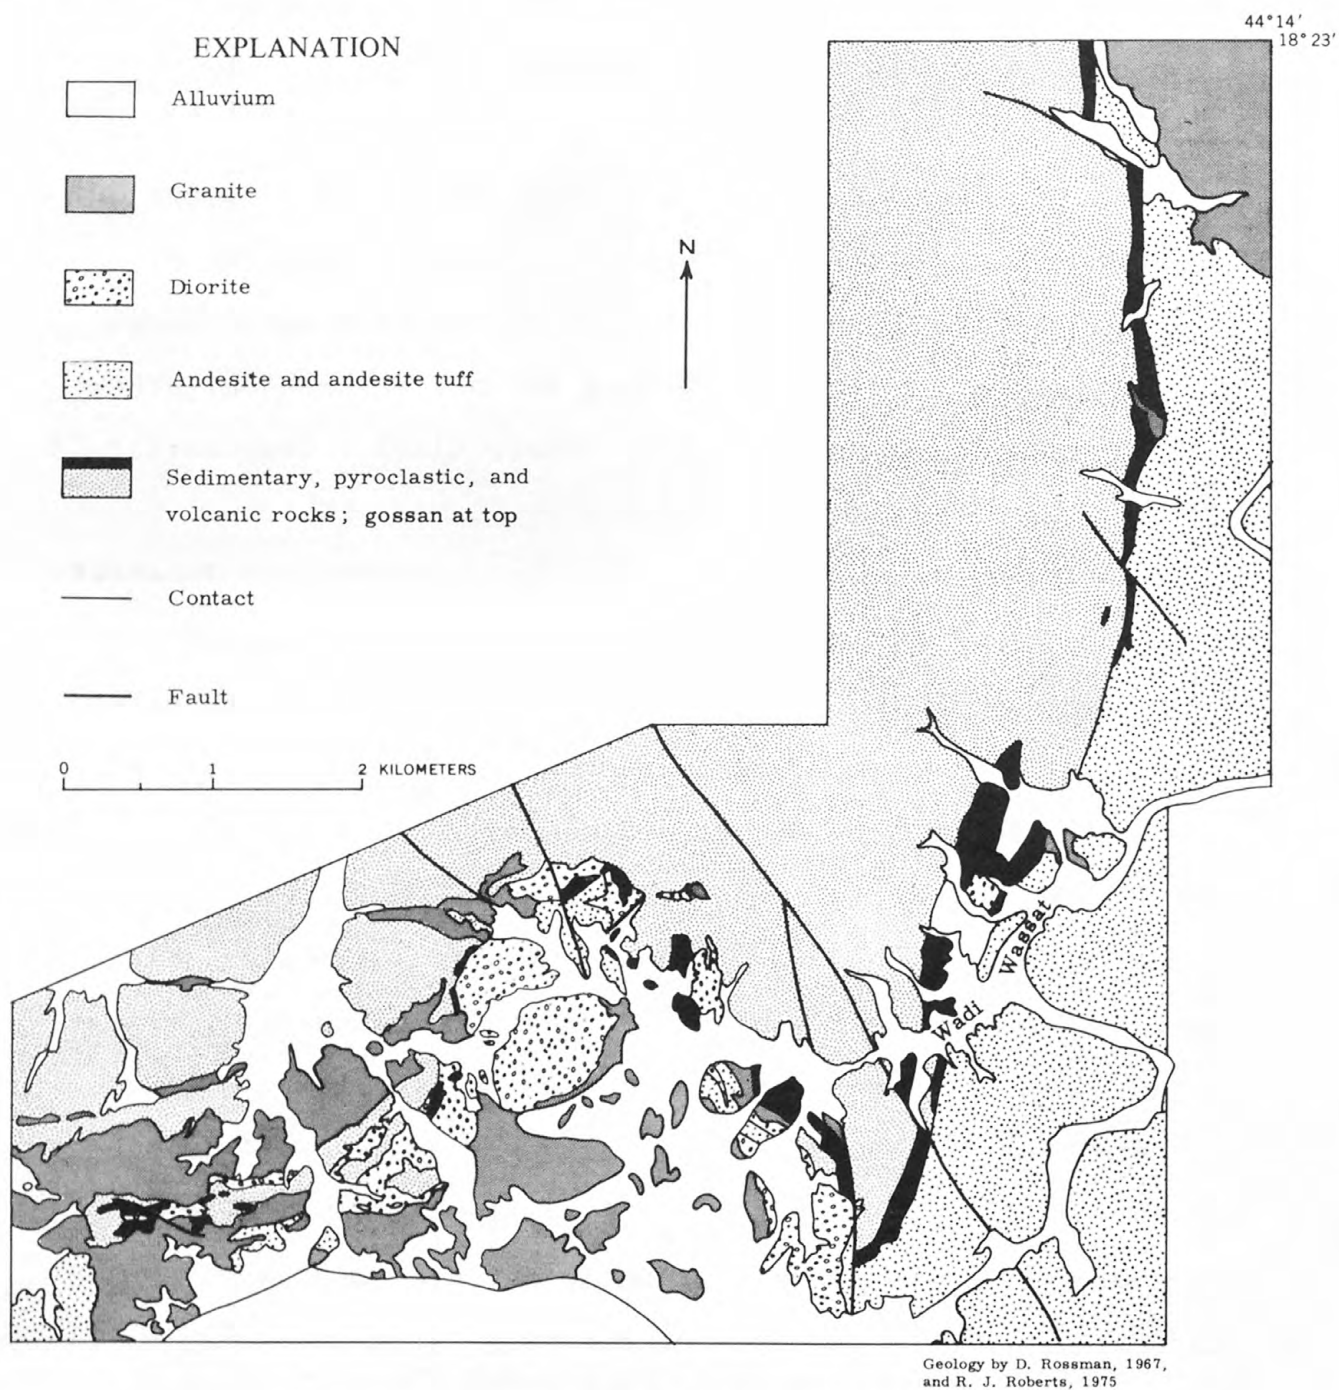 44°14′
18°23′
EXPLANATION
Alluvium
Granite
N
Diorite
Andesite and andesite tuff
Sedimentary, pyroclastic, and
volcanic rocks; gossan at top
Contact
Fault
0 1 2 KILOMETERS
Wadi Wassat
Geology by D. Rossman, 1967,
and R. J. Roberts, 1975